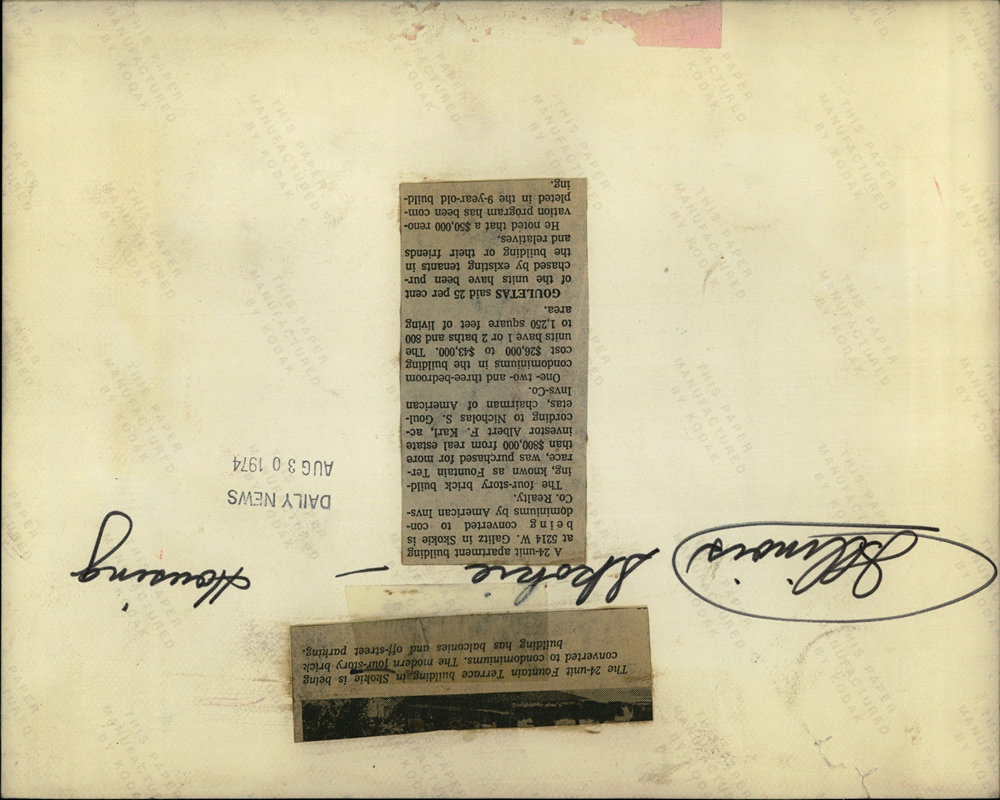 The 24-unit Fountain Terrace building in Skokie is being
converted to condominiums. The modern four-story brick
building has balconies and off-street parking.
Illinois Skokie - Housing
DAILY NEWS
AUG 30 1974
A 24-unit apartment building
at 5214 W. Galitz in Skokie is
being converted to con-
dominiums by American Invs-
Co. Realty.
The four-story brick build-
ing, known as Fountain Ter-
race, was purchased for more
than $800,000 from real estate
investor Albert F. Karl, ac-
cording to Nicholas S. Goul-
etas, chairman of American
Invs-Co.
One- two- and three-bedroom
condominiums in the building
cost $26,000 to $43,000. The
units have 1 or 2 baths and 800
to 1,250 square feet of living
area.
GOULETAS said 25 per cent
of the units have been pur-
chased by existing tenants in
the building or their friends
and relatives.
He noted that a $50,000 reno-
vation program has been com-
pleted in the 9-year-old build-
ing.
THIS PAPER
MANUFACTURED
BY KODAK